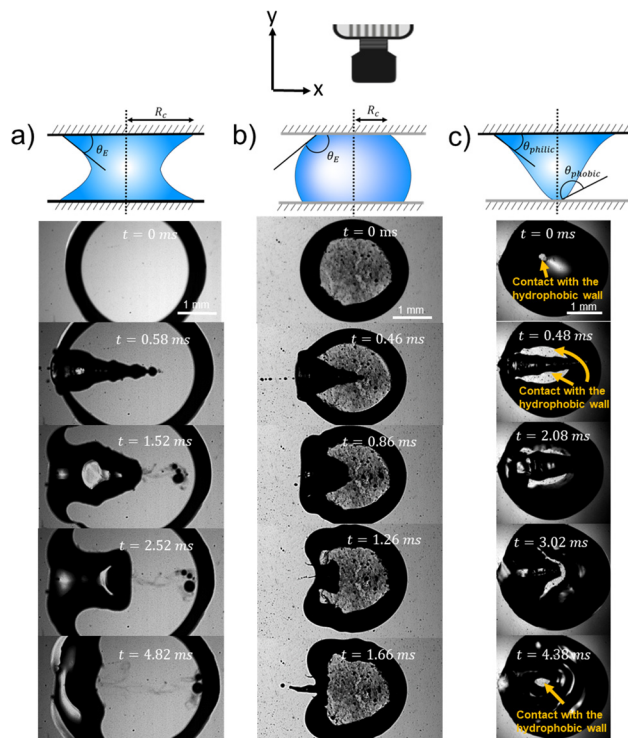 y
x
a)
R_c
θ_E
b)
R_c
θ_E
c)
θ_philic
θ_phobic
t = 0 ms
1 mm
t = 0.58 ms
t = 1.52 ms
t = 2.52 ms
t = 4.82 ms
t = 0 ms
1 mm
t = 0.46 ms
t = 0.86 ms
t = 1.26 ms
t = 1.66 ms
t = 0 ms
Contact with the
hydrophobic wall
1 mm
t = 0.48 ms
Contact with the
hydrophobic wall
t = 2.08 ms
t = 3.02 ms
t = 4.38 ms
Contact with the
hydrophobic wall